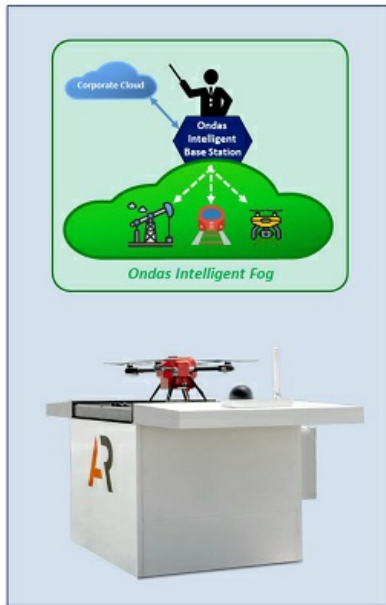 Corporate Cloud
Ondas
Intelligent
Base Station
Ondas Intelligent Fog
AR